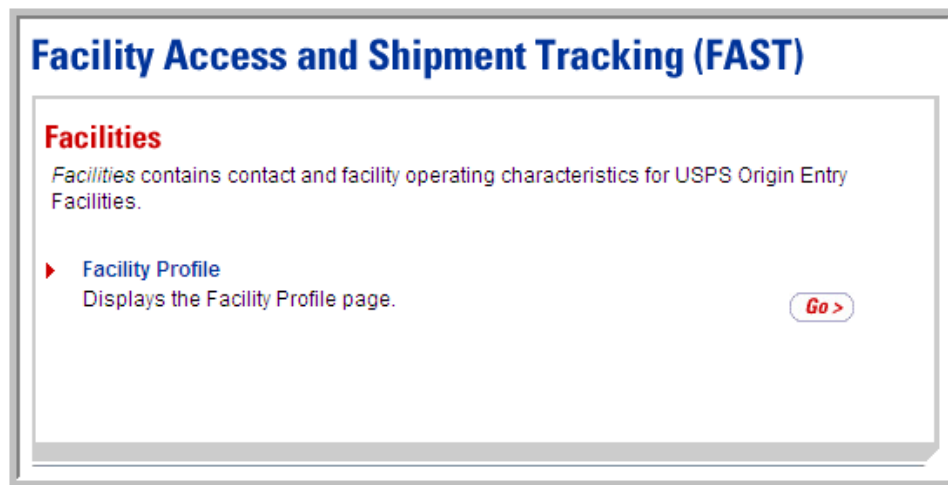 Facility Access and Shipment Tracking (FAST)
Facilities
Facilities contains contact and facility operating characteristics for USPS Origin Entry
Facilities.
Facility Profile
Displays the Facility Profile page.
Go >